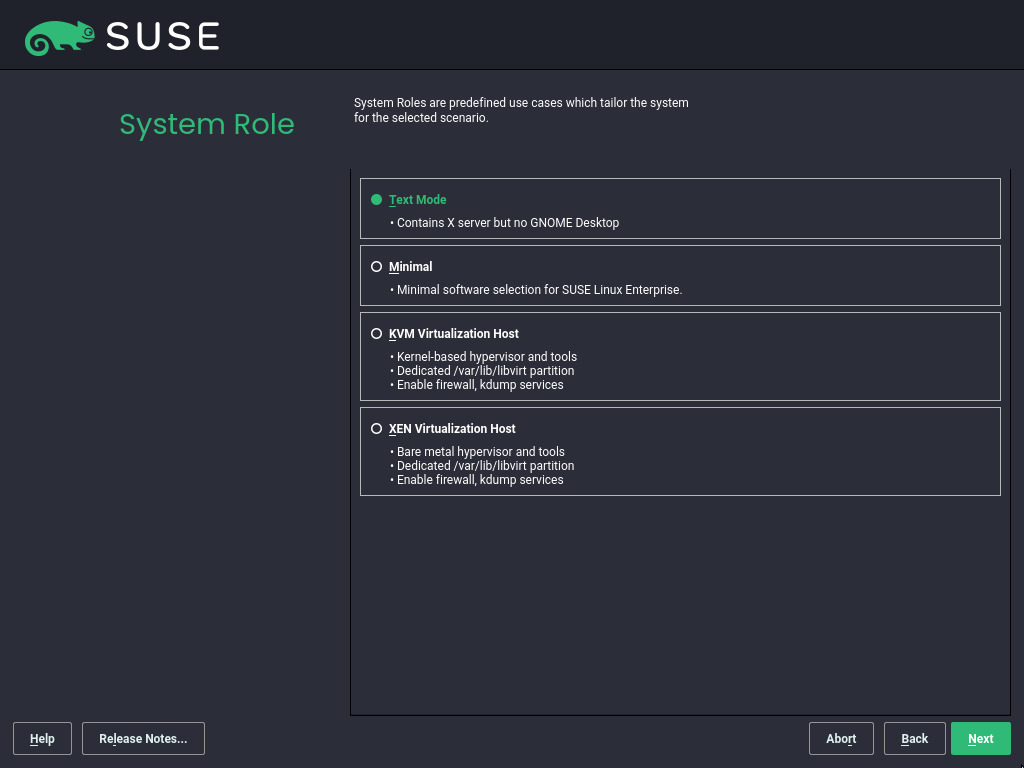 SUSE
System Role
System Roles are predefined use cases which tailor the system
for the selected scenario.
Text Mode
• Contains X server but no GNOME Desktop
Minimal
• Minimal software selection for SUSE Linux Enterprise.
KVM Virtualization Host
• Kernel-based hypervisor and tools
• Dedicated /var/lib/libvirt partition
• Enable firewall, kdump services
XEN Virtualization Host
• Bare metal hypervisor and tools
• Dedicated /var/lib/libvirt partition
• Enable firewall, kdump services
Help
Release Notes...
Abort
Back
Next